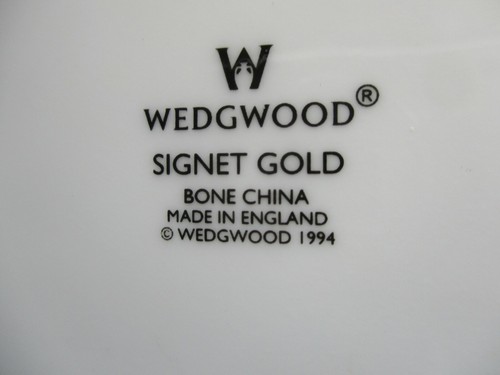 W
WEDGWOOD®
SIGNET GOLD
BONE CHINA
MADE IN ENGLAND
© WEDGWOOD 1994